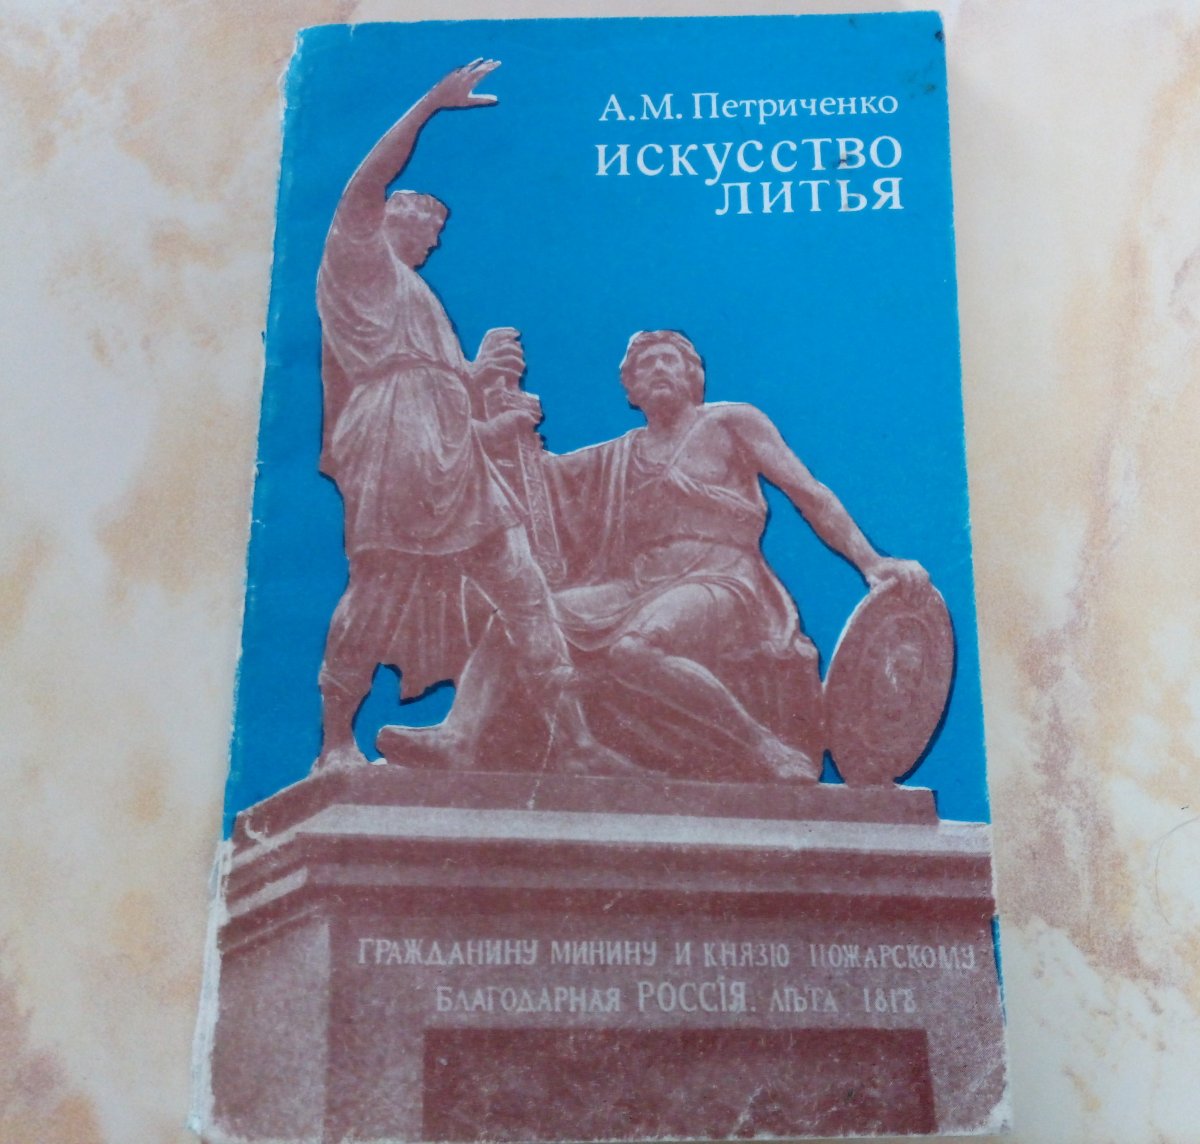 А.М. Петриченко
ИСКУССТВО
ЛИТЬЯ
ГРАЖДАНИНУ МИНИНУ И КНЯЗЮ ПОЖАРСКОМУ
БЛАГОДАРНАЯ РОССІЯ. ЛѢТА 1818